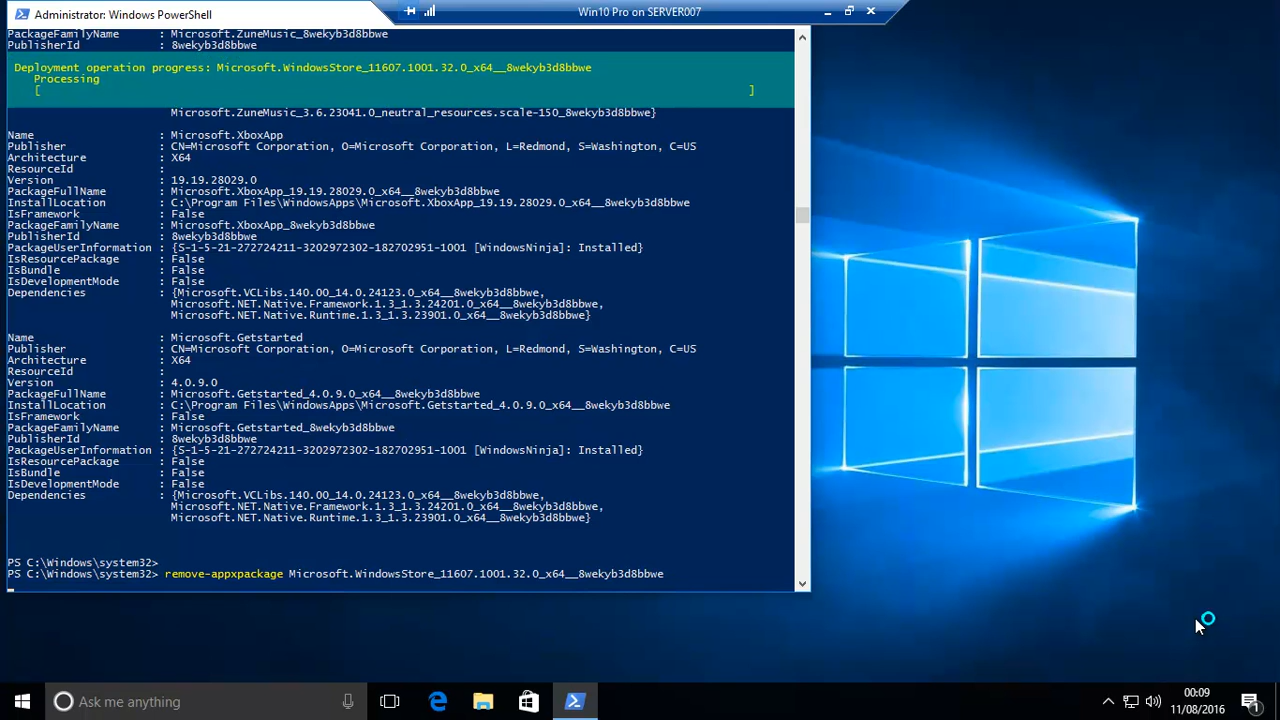 Administrator: Windows PowerShell
Win10 Pro on SERVER007
PackageFamilyName : Microsoft.ZuneMusic_8wekyb3d8bbwe
PublisherId : 8wekyb3d8bbwe
Deployment operation progress: Microsoft.WindowsStore_11607.1001.32.0_x64__8wekyb3d8bbwe
Processing
[ ]
Microsoft.ZuneMusic_3.6.23041.0_neutral_resources.scale-150_8wekyb3d8bbwe}
Name : Microsoft.XboxApp
Publisher : CN=Microsoft Corporation, O=Microsoft Corporation, L=Redmond, S=Washington, C=US
Architecture : X64
ResourceId :
Version : 19.19.28029.0
PackageFullName : Microsoft.XboxApp_19.19.28029.0_x64__8wekyb3d8bbwe
InstallLocation : C:\Program Files\WindowsApps\Microsoft.XboxApp_19.19.28029.0_x64__8wekyb3d8bbwe
IsFramework : False
PackageFamilyName : Microsoft.XboxApp_8wekyb3d8bbwe
PublisherId : 8wekyb3d8bbwe
PackageUserInformation : {S-1-5-21-272724211-3202972302-182702951-1001 [WindowsNinja]: Installed}
IsResourcePackage : False
IsBundle : False
IsDevelopmentMode : False
Dependencies : {Microsoft.VCLibs.140.00_14.0.24123.0_x64__8wekyb3d8bbwe,
Microsoft.NET.Native.Framework.1.3_1.3.24201.0_x64__8wekyb3d8bbwe,
Microsoft.NET.Native.Runtime.1.3_1.3.23901.0_x64__8wekyb3d8bbwe}
Name : Microsoft.Getstarted
Publisher : CN=Microsoft Corporation, O=Microsoft Corporation, L=Redmond, S=Washington, C=US
Architecture : X64
ResourceId :
Version : 4.0.9.0
PackageFullName : Microsoft.Getstarted_4.0.9.0_x64__8wekyb3d8bbwe
InstallLocation : C:\Program Files\WindowsApps\Microsoft.Getstarted_4.0.9.0_x64__8wekyb3d8bbwe
IsFramework : False
PackageFamilyName : Microsoft.Getstarted_8wekyb3d8bbwe
PublisherId : 8wekyb3d8bbwe
PackageUserInformation : {S-1-5-21-272724211-3202972302-182702951-1001 [WindowsNinja]: Installed}
IsResourcePackage : False
IsBundle : False
IsDevelopmentMode : False
Dependencies : {Microsoft.VCLibs.140.00_14.0.24123.0_x64__8wekyb3d8bbwe,
Microsoft.NET.Native.Framework.1.3_1.3.24201.0_x64__8wekyb3d8bbwe,
Microsoft.NET.Native.Runtime.1.3_1.3.23901.0_x64__8wekyb3d8bbwe}
PS C:\Windows\system32>
PS C:\Windows\system32> remove-appxpackage Microsoft.WindowsStore_11607.1001.32.0_x64__8wekyb3d8bbwe
Ask me anything
00:09
11/08/2016
1